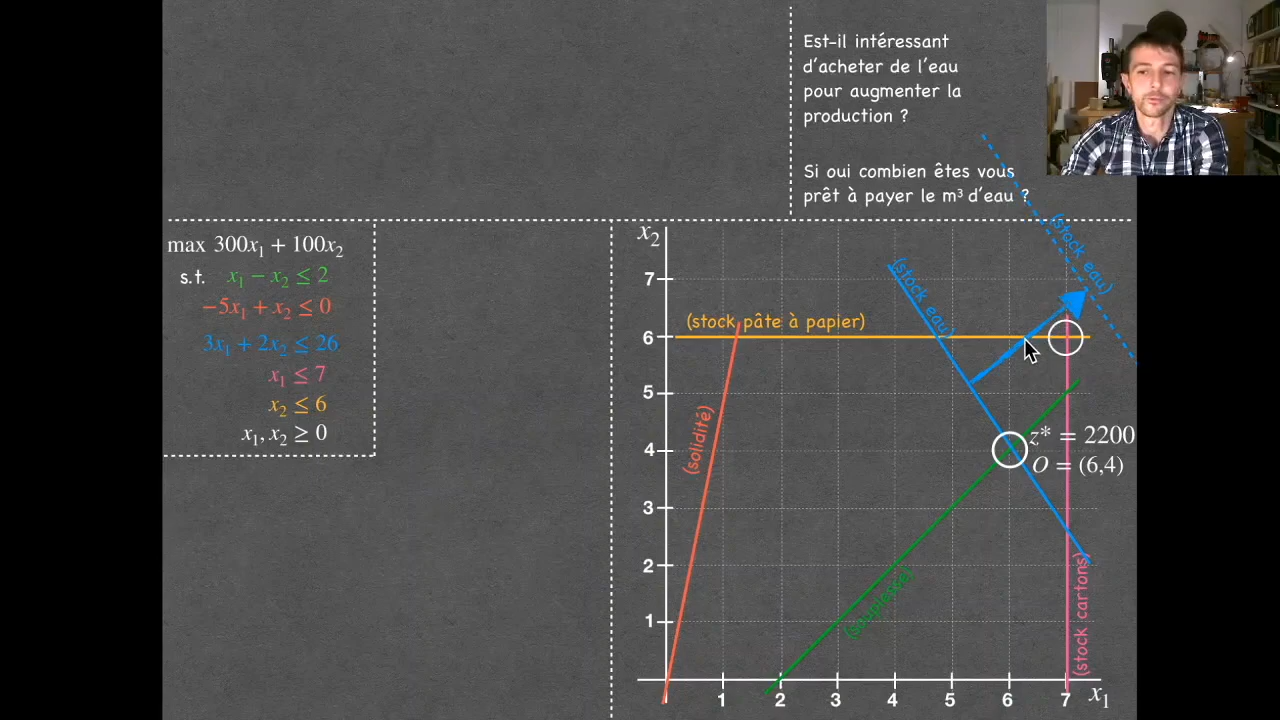 Est-il intéressant
d'acheter de l'eau
pour augmenter la
production ?
Si oui combien êtes vous
prêt à payer le m³ d'eau ?
max 300x₁ + 100x₂
s.t. x₁ − x₂ ≤ 2
−5x₁ + x₂ ≤ 0
3x₁ + 2x₂ ≤ 26
x₁ ≤ 7
x₂ ≤ 6
x₁, x₂ ≥ 0
x₂
7
6
5
4
3
2
1
(stock pâte à papier)
(stock eau)
(stock eau)
(solidité)
(souplesse)
(stock cartons)
z* = 2200
O = (6,4)
1 2 3 4 5 6 7 x₁